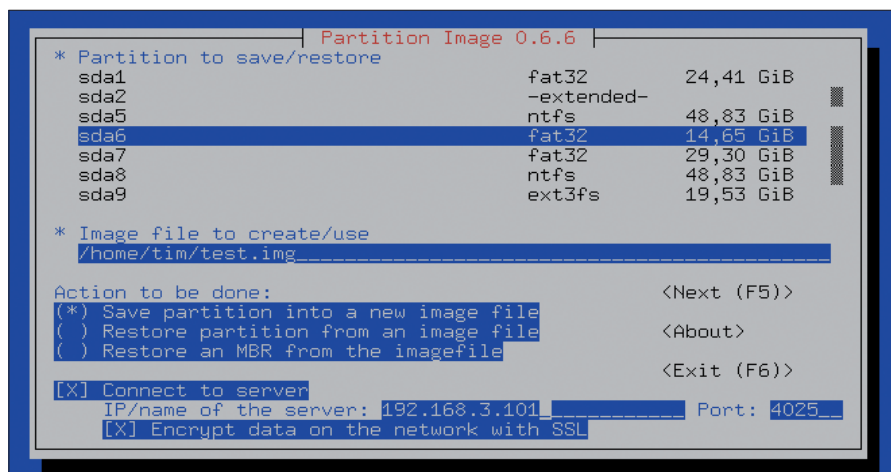 Partition Image 0.6.6
* Partition to save/restore
sda1 fat32 24,41 GiB
sda2 -extended-
sda5 ntfs 48,83 GiB
sda6 fat32 14,65 GiB
sda7 fat32 29,30 GiB
sda8 ntfs 48,83 GiB
sda9 ext3fs 19,53 GiB
* Image file to create/use
/home/tim/test.img____________________________________________
Action to be done: <Next (F5)>
(*) Save partition into a new image file
( ) Restore partition from an image file <About>
( ) Restore an MBR from the imagefile
<Exit (F6)>
[X] Connect to server
IP/name of the server: 192.168.3.101____________ Port: 4025__
[X] Encrypt data on the network with SSL